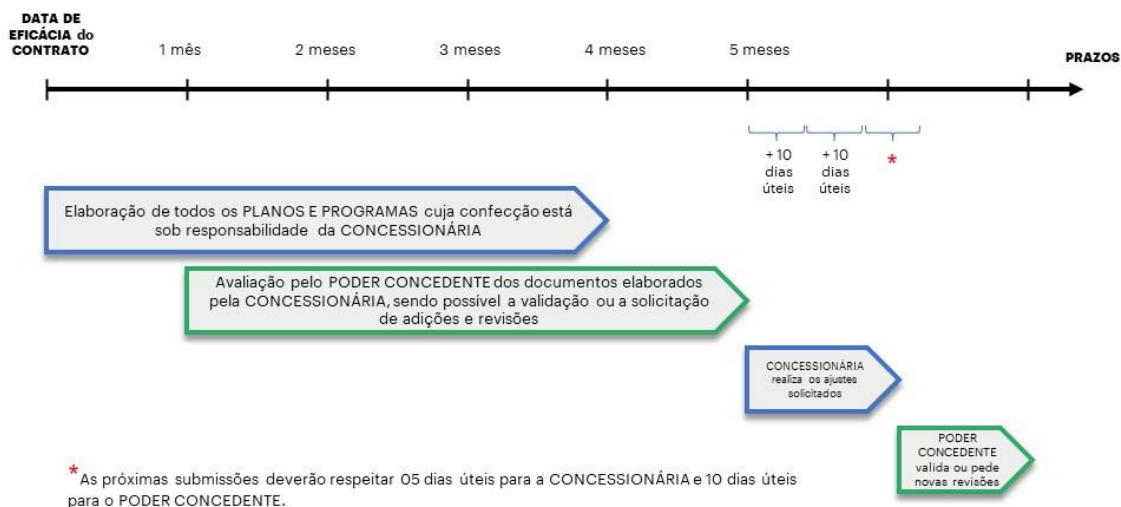 DATA DE
EFICÁCIA do
CONTRATO
1 mês
2 meses
3 meses
4 meses
5 meses
PRAZOS
+ 10
dias
úteis
+ 10
dias
úteis
*
Elaboração de todos os PLANOS E PROGRAMAS cuja confecção está
sob responsabilidade da CONCESSIONÁRIA
Avaliação pelo PODER CONCEDENTE dos documentos elaborados
pela CONCESSIONÁRIA, sendo possível a validação ou a solicitação
de adições e revisões
CONCESSIONÁRIA
realiza os ajustes
solicitados
PODER
CONCEDENTE
valida ou pede
novas revisões
*As próximas submissões deverão respeitar 05 dias úteis para a CONCESSIONÁRIA e 10 dias úteis
para o PODER CONCEDENTE.